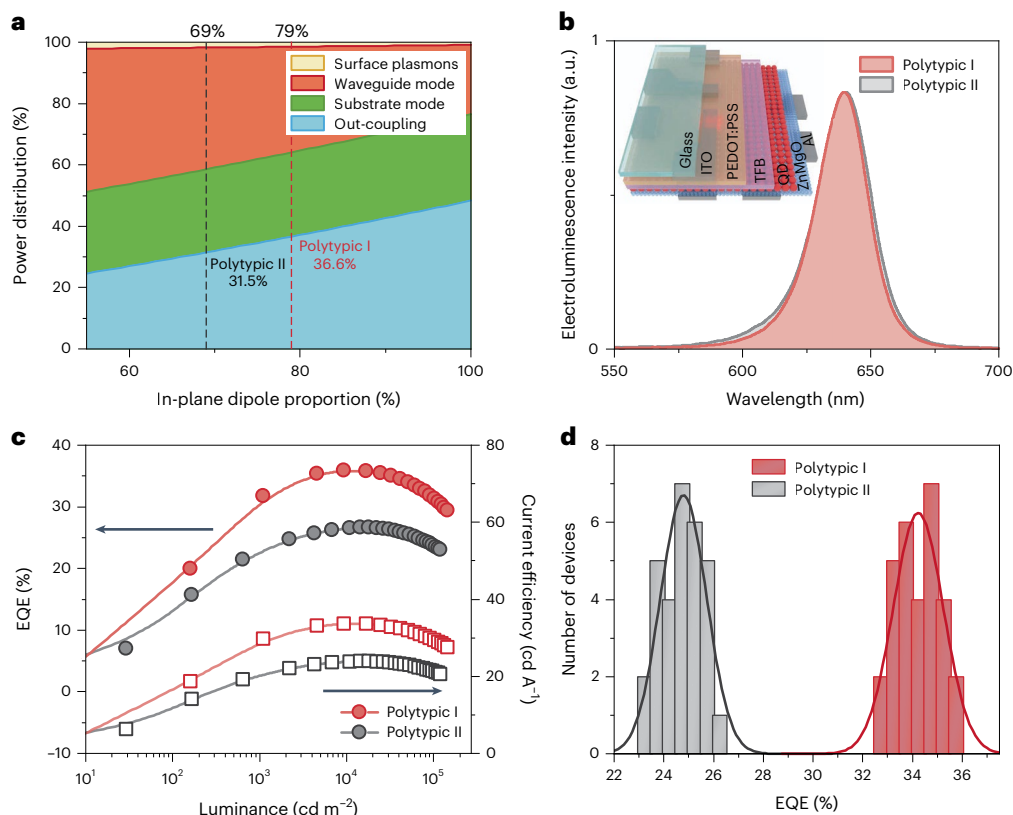 a
69%
79%
100
80
60
40
20
0
Power distribution (%)
Surface plasmons
Waveguide mode
Substrate mode
Out-coupling
Polytypic I
36.6%
Polytypic II
31.5%
60
80
100
In-plane dipole proportion (%)
b
1
0
Electroluminescence intensity (a.u.)
Glass
ITO
PEDOT:PSS
TFB
QD
ZnMgO
Al
Polytypic I
Polytypic II
550
600
650
700
Wavelength (nm)
c
40
30
20
10
0
–10
EQE (%)
80
60
40
20
0
Current efficiency (cd A⁻¹)
Polytypic I
Polytypic II
10¹
10²
10³
10⁴
10⁵
Luminance (cd m⁻²)
d
8
6
4
2
0
Number of devices
Polytypic I
Polytypic II
22
24
26
28
30
32
34
36
EQE (%)